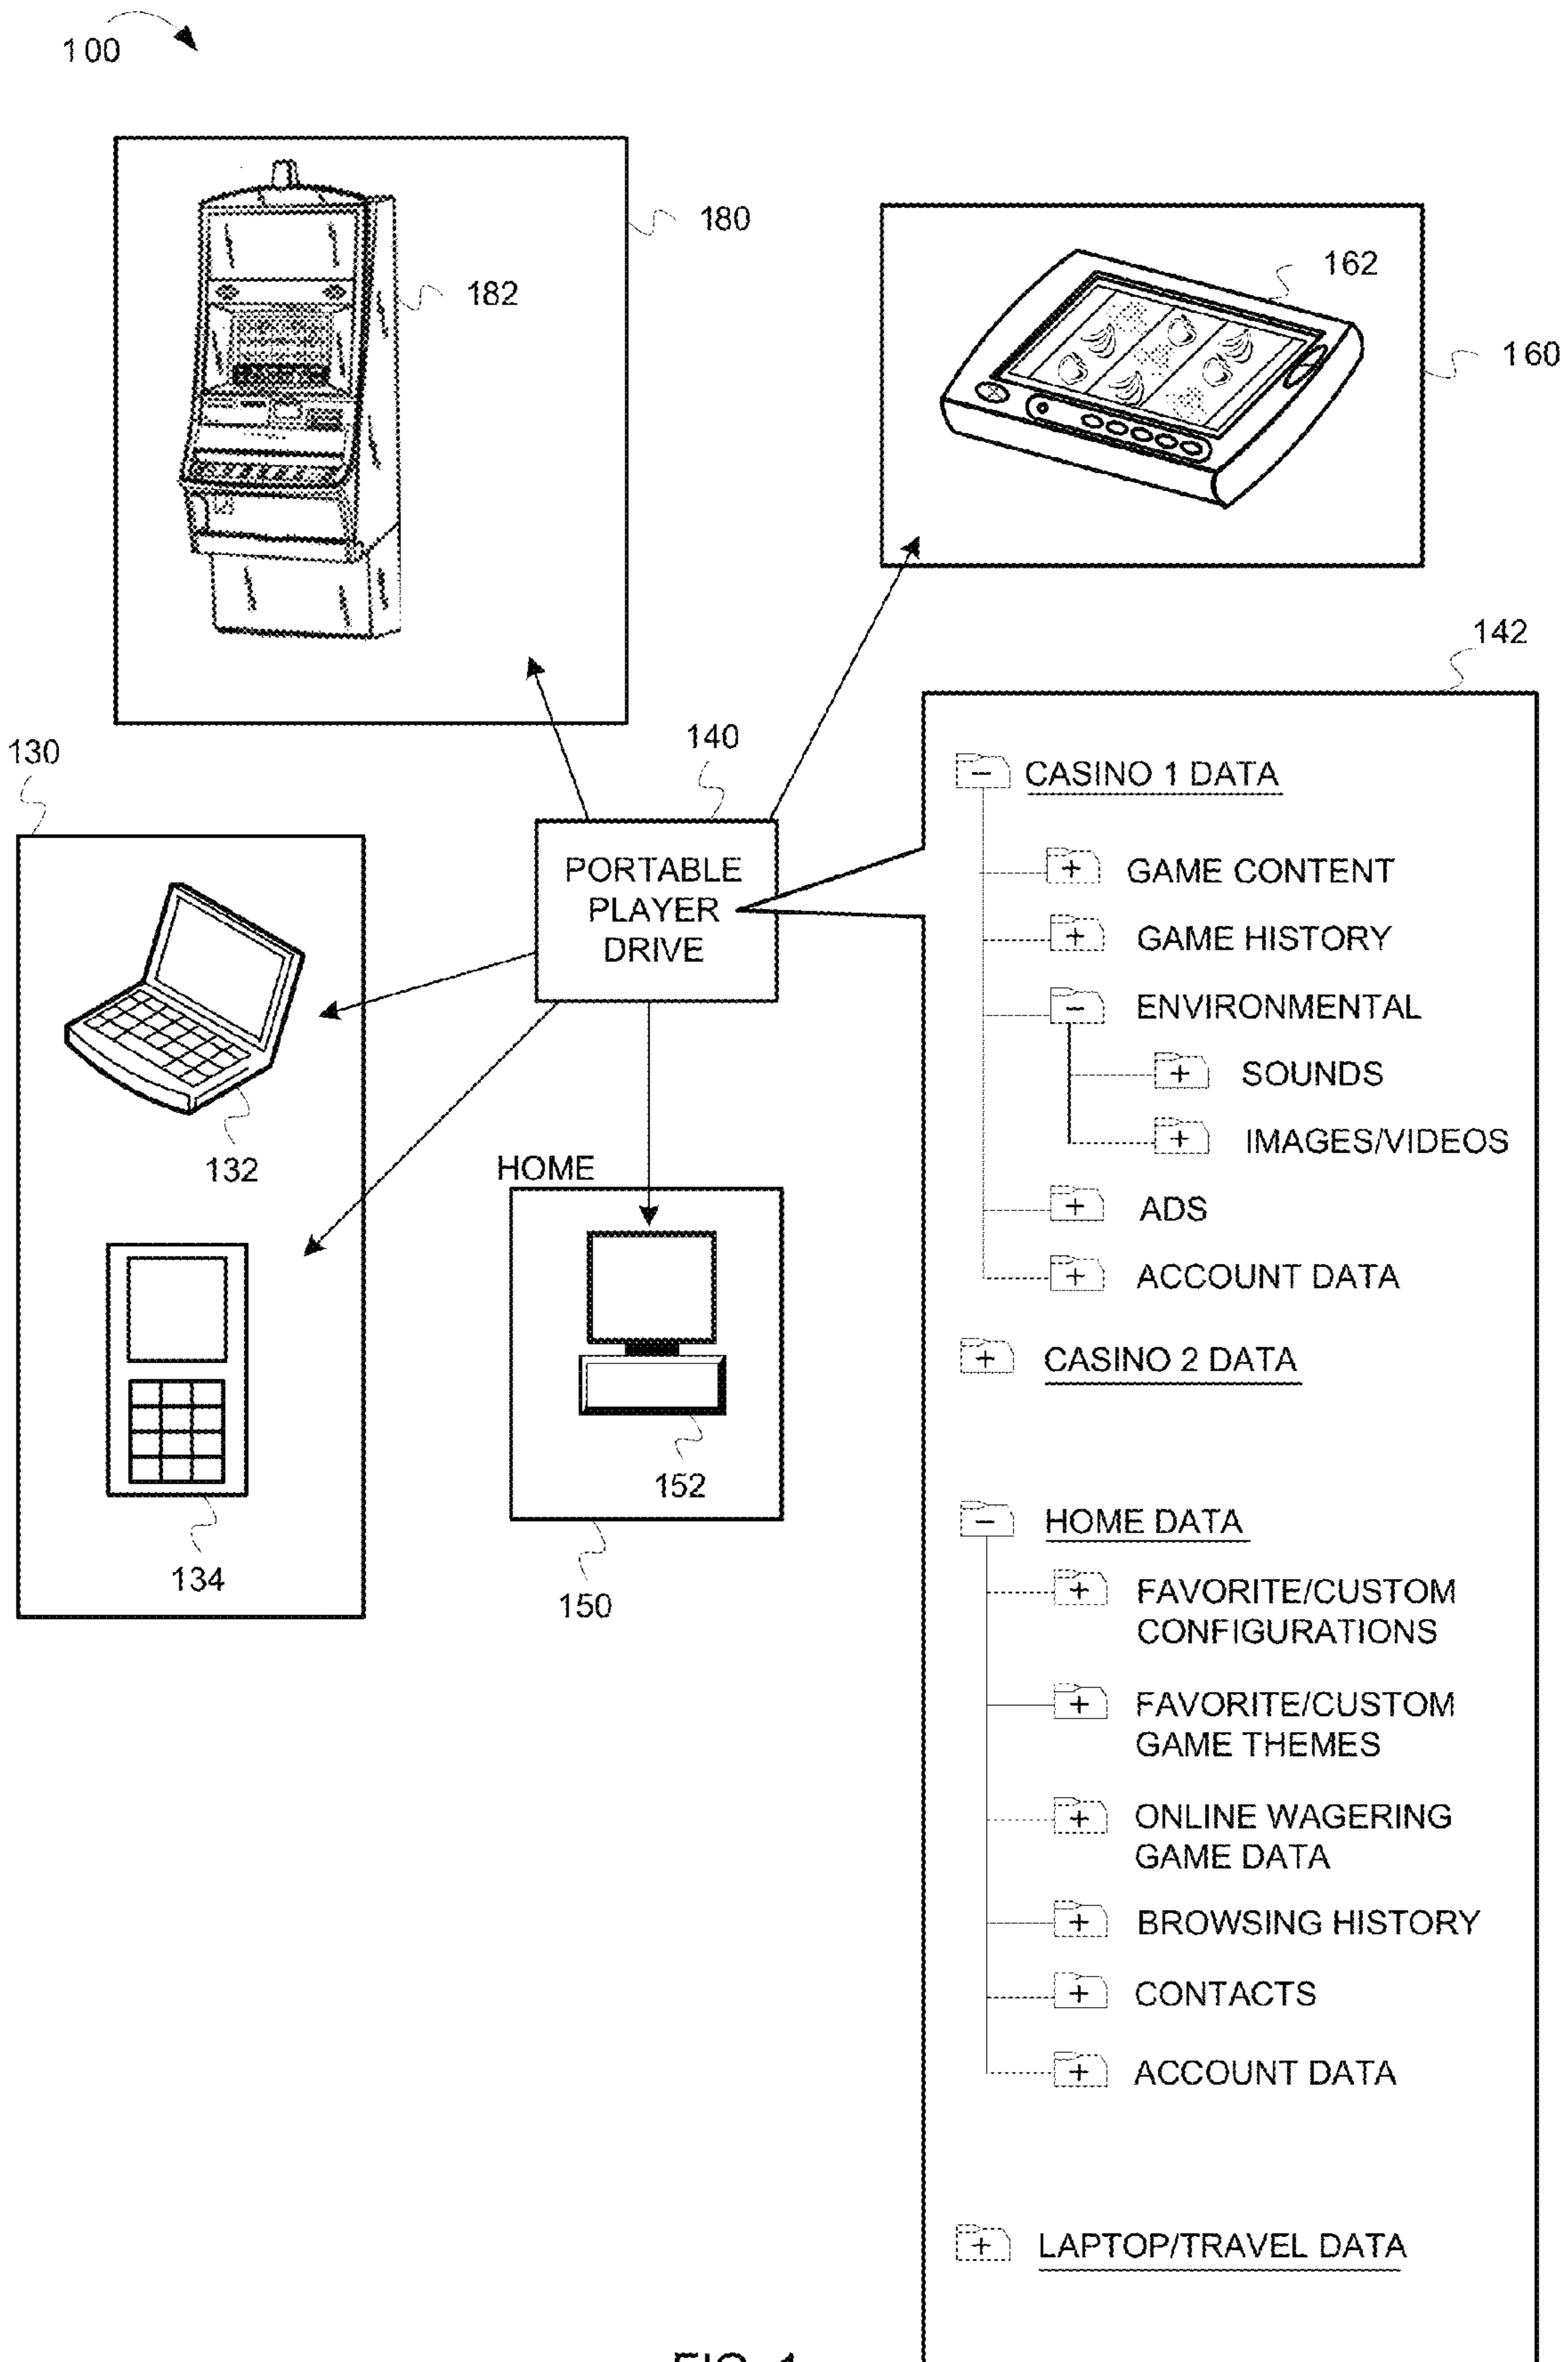 100
180
182
162
160
142
130
140
PORTABLE
PLAYER
DRIVE
132
134
HOME
152
150
CASINO 1 DATA
GAME CONTENT
GAME HISTORY
ENVIRONMENTAL
SOUNDS
IMAGES/VIDEOS
ADS
ACCOUNT DATA
CASINO 2 DATA
HOME DATA
FAVORITE/CUSTOM
CONFIGURATIONS
FAVORITE/CUSTOM
GAME THEMES
ONLINE WAGERING
GAME DATA
BROWSING HISTORY
CONTACTS
ACCOUNT DATA
LAPTOP/TRAVEL DATA
FIG. 1